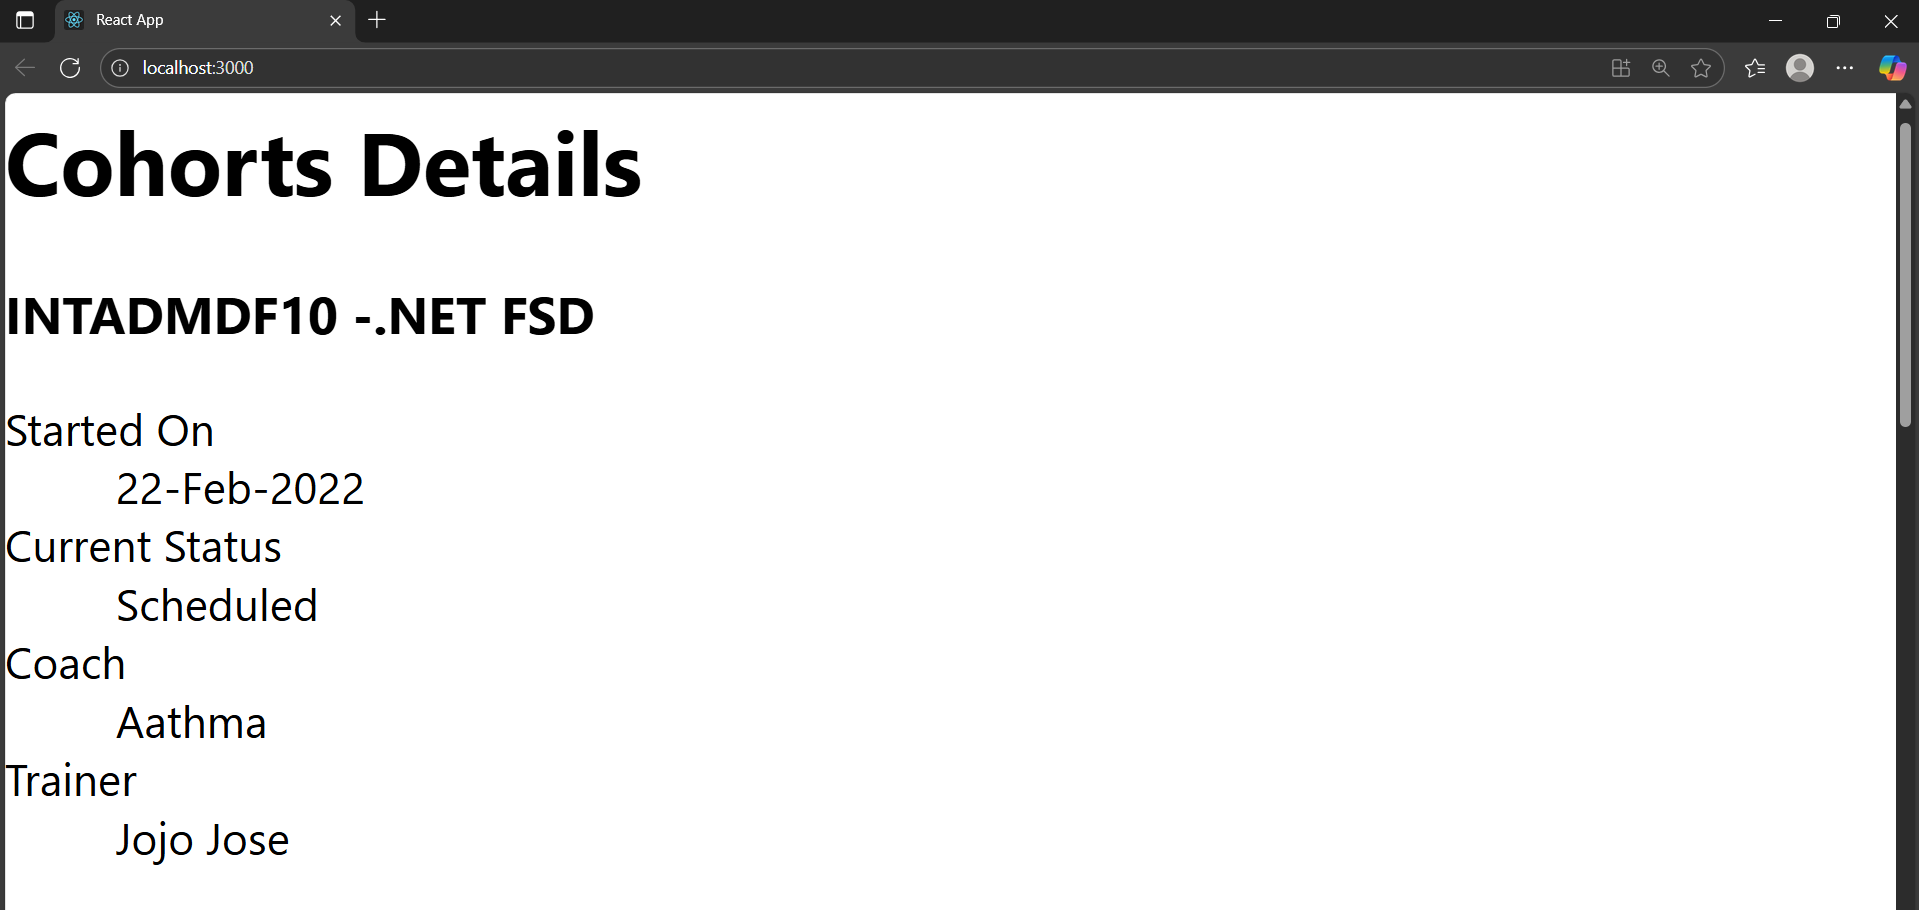 React App
localhost:3000
Cohorts Details
INTADMDF10 -.NET FSD
Started On
22-Feb-2022
Current Status
Scheduled
Coach
Aathma
Trainer
Jojo Jose